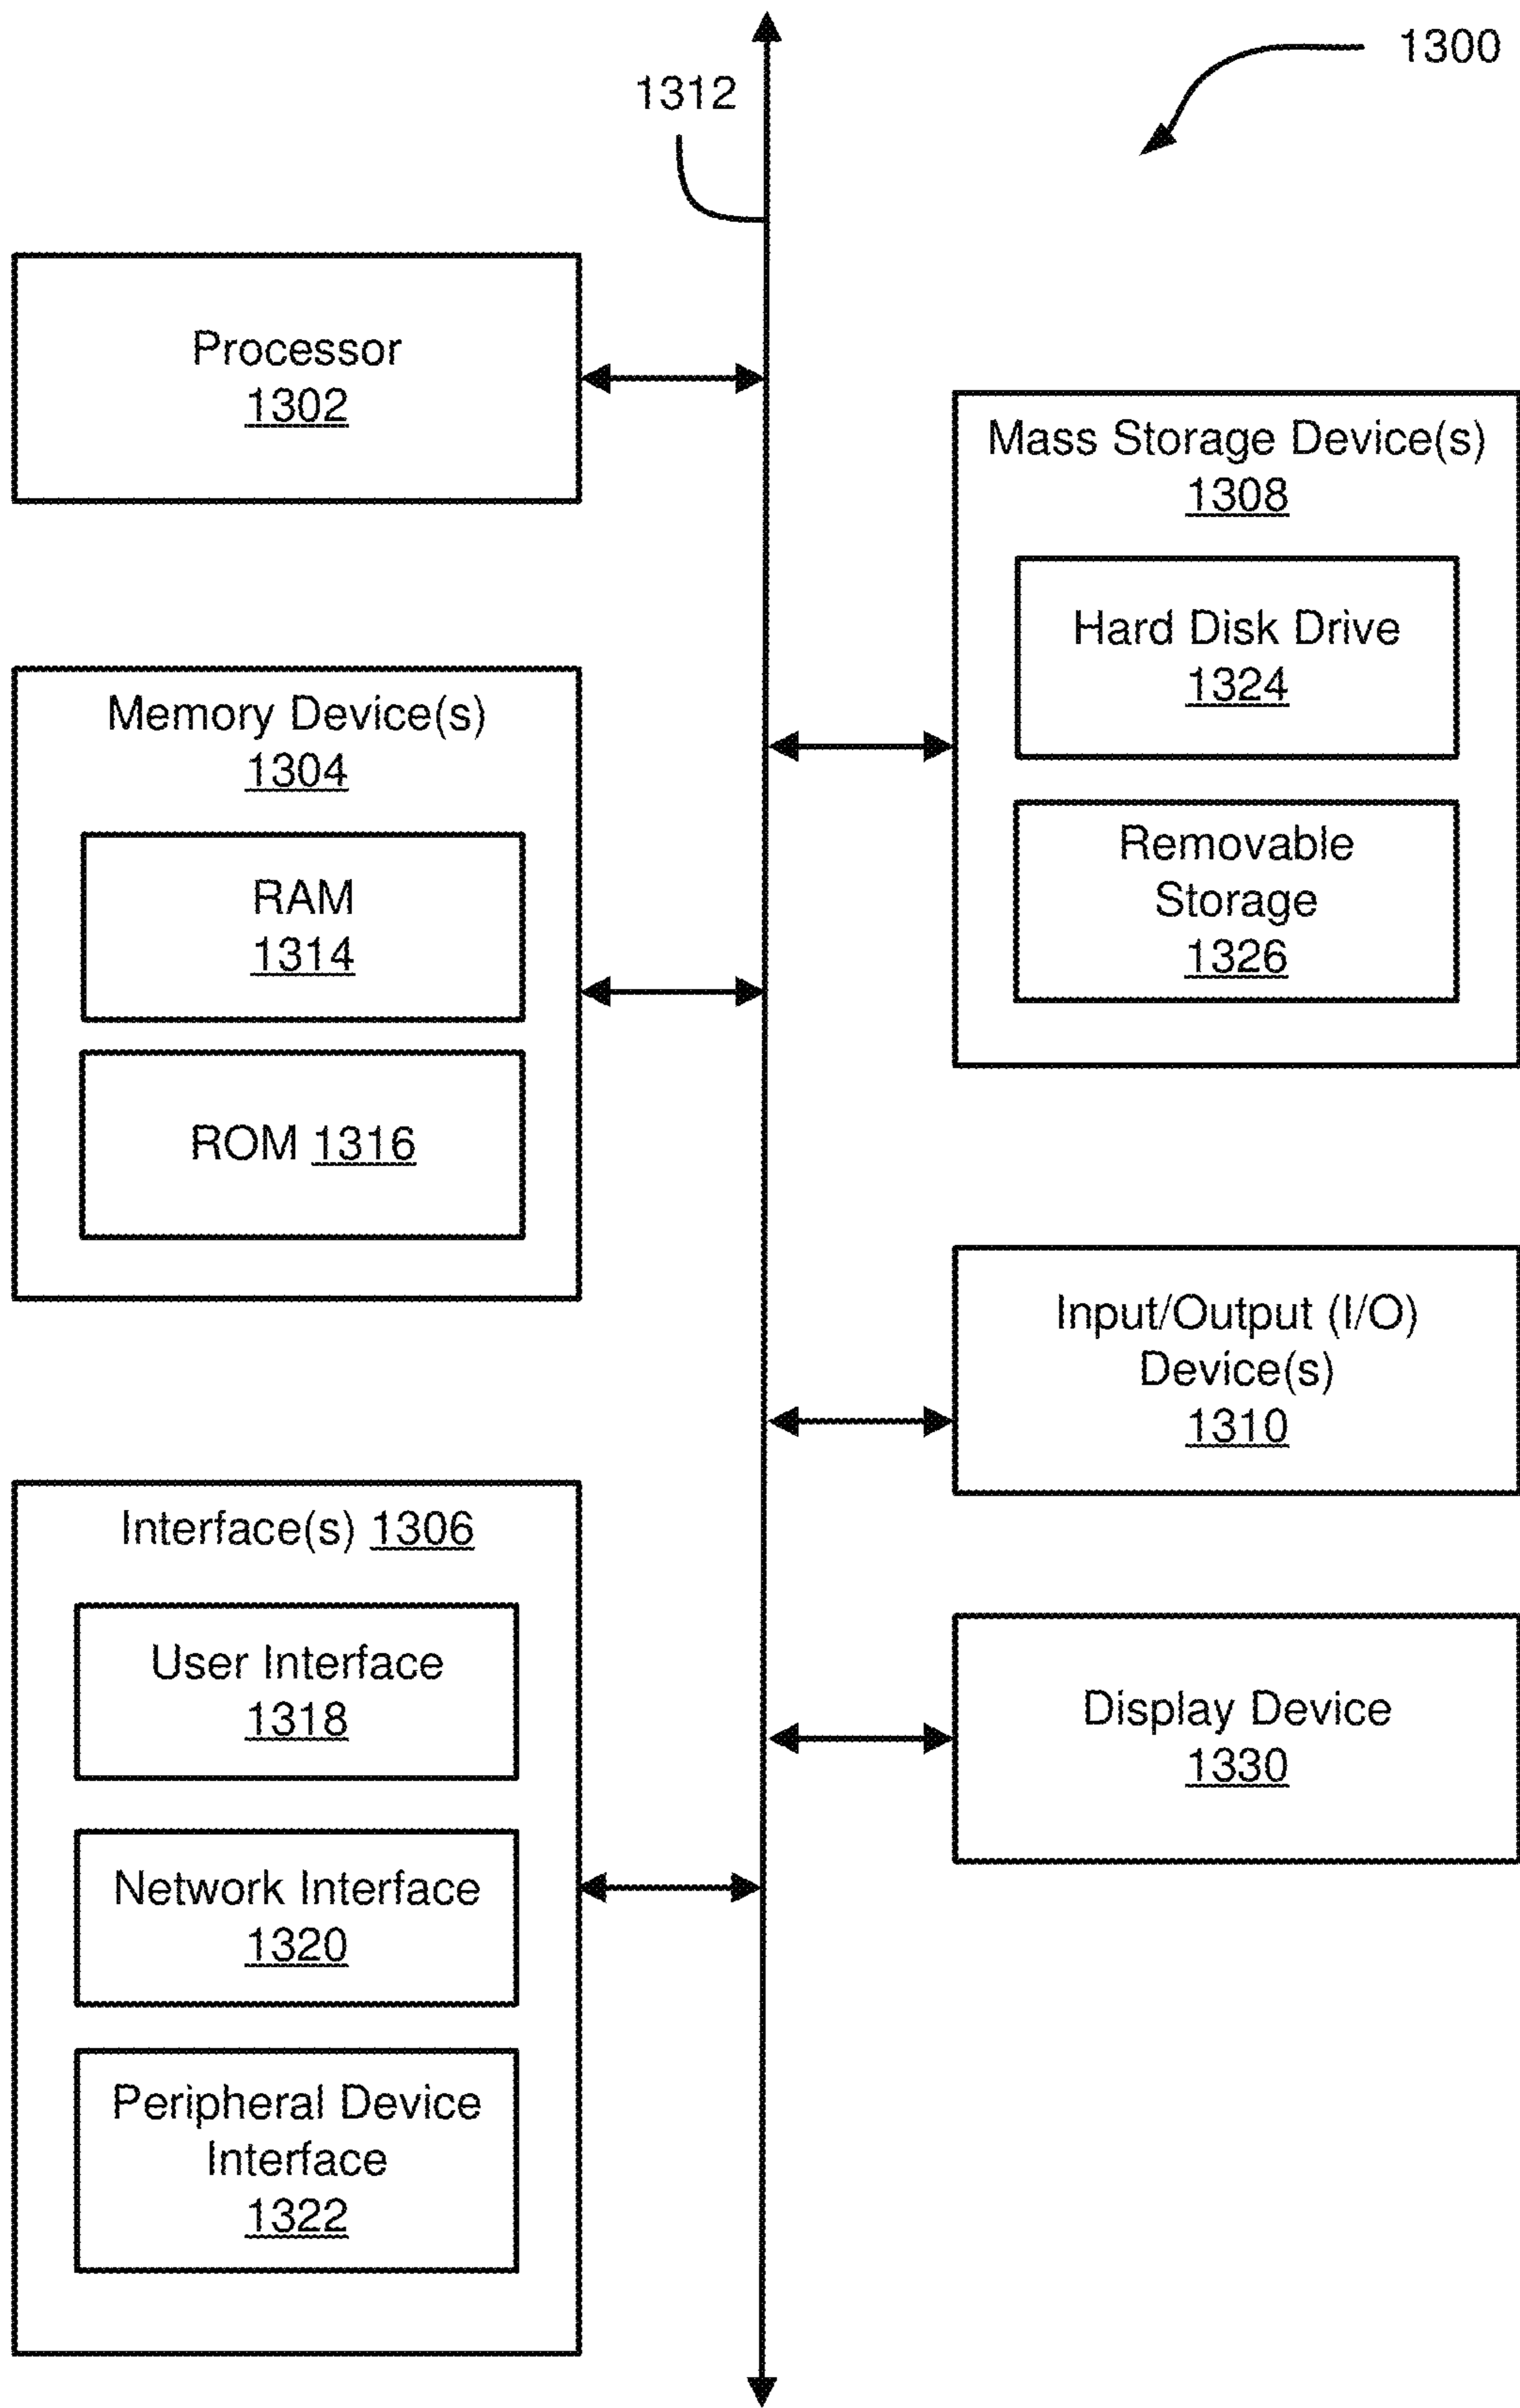 1300
1312
Processor
1302
Mass Storage Device(s)
1308
Hard Disk Drive
1324
Removable
Storage
1326
Memory Device(s)
1304
RAM
1314
ROM 1316
Input/Output (I/O)
Device(s)
1310
Interface(s) 1306
User Interface
1318
Network Interface
1320
Peripheral Device
Interface
1322
Display Device
1330